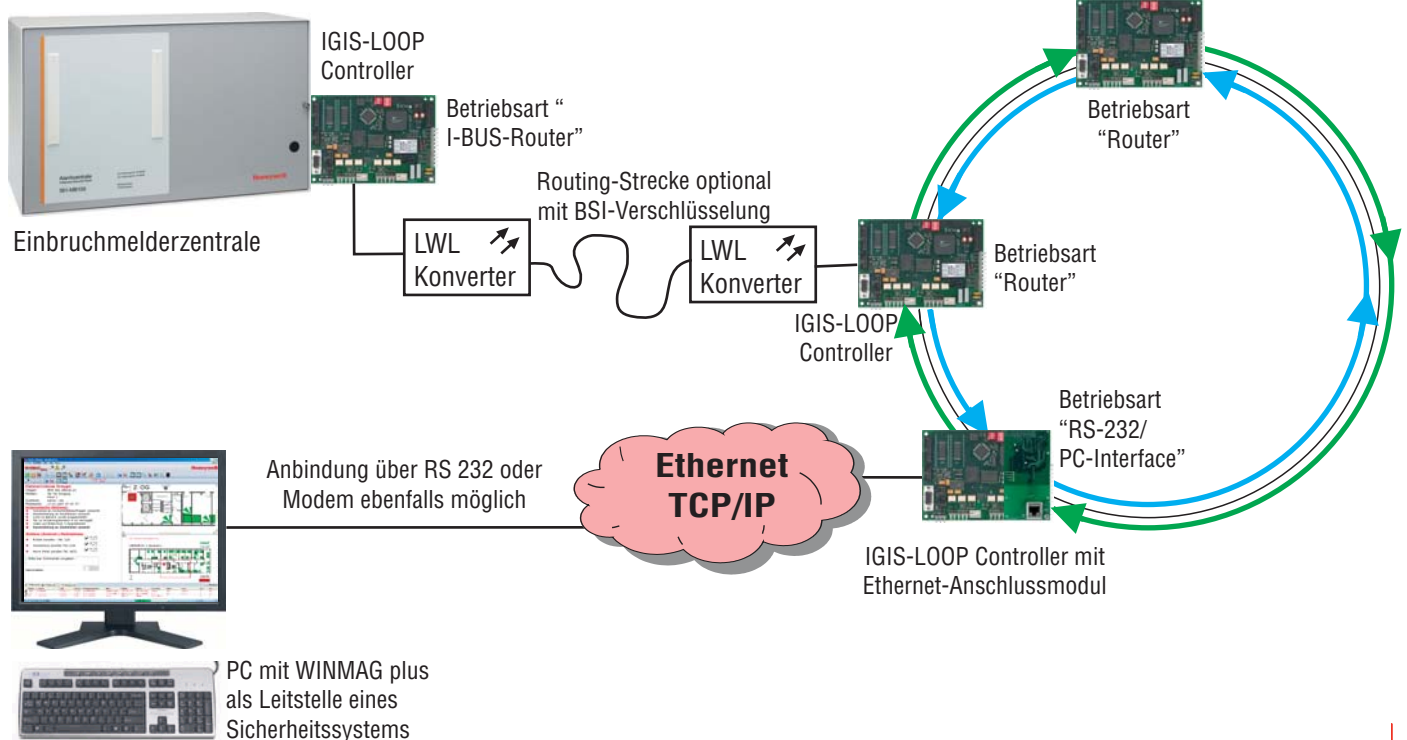 IGIS-LOOP
Controller
Betriebsart “
I-BUS-Router”
Einbruchmelderzentrale
Honeywell
Routing-Strecke optional
mit BSI-Verschlüsselung
LWL
Konverter
LWL
Konverter
Betriebsart
“Router”
Betriebsart
“Router”
IGIS-LOOP
Controller
Betriebsart
“RS-232/
PC-Interface”
Anbindung über RS 232 oder
Modem ebenfalls möglich
Ethernet
TCP/IP
IGIS-LOOP Controller mit
Ethernet-Anschlussmodul
PC mit WINMAG plus
als Leitstelle eines
Sicherheitssystems